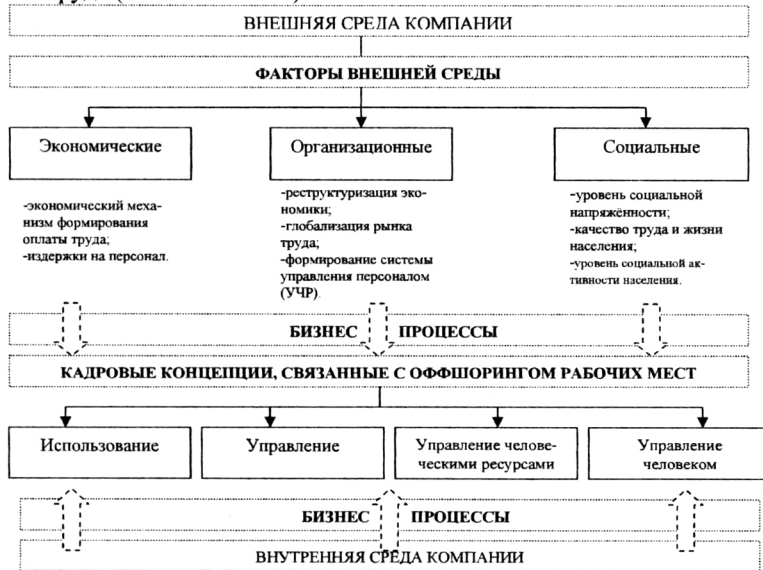 ВНЕШНЯЯ СРЕДА КОМПАНИИ
ФАКТОРЫ ВНЕШНЕЙ СРЕДЫ
Экономические
-экономический меха-
низм формирования
оплаты труда;
-издержки на персонал.
Организационные
-реструктуризация эко-
номики;
-глобализация рынка
труда;
-формирование системы
управления персоналом
(УЧР).
Социальные
-уровень социальной
напряжённости;
-качество труда и жизни
населения;
-уровень социальной ак-
тивности населения.
БИЗНЕС ПРОЦЕССЫ
КАДРОВЫЕ КОНЦЕПЦИИ, СВЯЗАННЫЕ С ОФФШОРИНГОМ РАБОЧИХ МЕСТ
Использование
Управление
Управление челове-
ческими ресурсами
Управление
человеком
БИЗНЕС ПРОЦЕССЫ
ВНУТРЕННЯЯ СРЕДА КОМПАНИИ